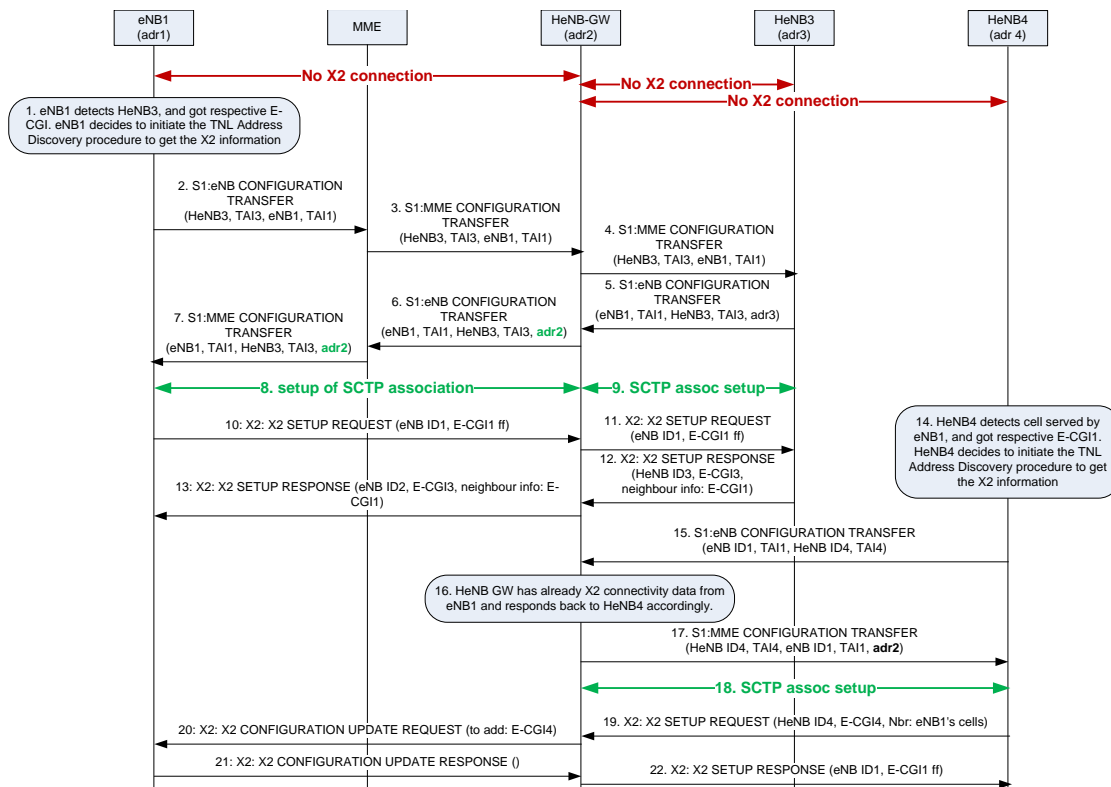 eNB1
(adr1)
MME
HeNB-GW
(adr2)
HeNB3
(adr3)
HeNB4
(adr 4)
No X2 connection
No X2 connection
No X2 connection
1. eNB1 detects HeNB3, and got respective E-
CGI. eNB1 decides to initiate the TNL Address
Discovery procedure to get the X2 information
2. S1:eNB CONFIGURATION
TRANSFER
(HeNB3, TAI3, eNB1, TAI1)
3. S1:MME CONFIGURATION
TRANSFER
(HeNB3, TAI3, eNB1, TAI1)
4. S1:MME CONFIGURATION
TRANSFER
(HeNB3, TAI3, eNB1, TAI1)
5. S1:eNB CONFIGURATION
TRANSFER
(eNB1, TAI1, HeNB3, TAI3, adr3)
6. S1:eNB CONFIGURATION
TRANSFER
(eNB1, TAI1, HeNB3, TAI3, adr2)
7. S1:MME CONFIGURATION
TRANSFER
(eNB1, TAI1, HeNB3, TAI3, adr2)
8. setup of SCTP association
9. SCTP assoc setup
10: X2: X2 SETUP REQUEST (eNB ID1, E-CGI1 ff)
11. X2: X2 SETUP REQUEST
(eNB ID1, E-CGI1 ff)
12. X2: X2 SETUP RESPONSE
(HeNB ID3, E-CGI3,
neighbour info: E-CGI1)
13: X2: X2 SETUP RESPONSE (eNB ID2, E-CGI3, neighbour info: E-
CGI1)
14. HeNB4 detects cell served by
eNB1, and got respective E-CGI1.
HeNB4 decides to initiate the TNL
Address Discovery procedure to get
the X2 information
15. S1:eNB CONFIGURATION TRANSFER
(eNB ID1, TAI1, HeNB ID4, TAI4)
16. HeNB GW has already X2 connectivity data from
eNB1 and responds back to HeNB4 accordingly.
17. S1:MME CONFIGURATION TRANSFER
(HeNB ID4, TAI4, eNB ID1, TAI1, adr2)
18. SCTP assoc setup
19. X2: X2 SETUP REQUEST (HeNB ID4, E-CGI4, Nbr: eNB1's cells)
20: X2: X2 CONFIGURATION UPDATE REQUEST (to add: E-CGI4)
21: X2: X2 CONFIGURATION UPDATE RESPONSE ()
22. X2: X2 SETUP RESPONSE (eNB ID1, E-CGI1 ff)